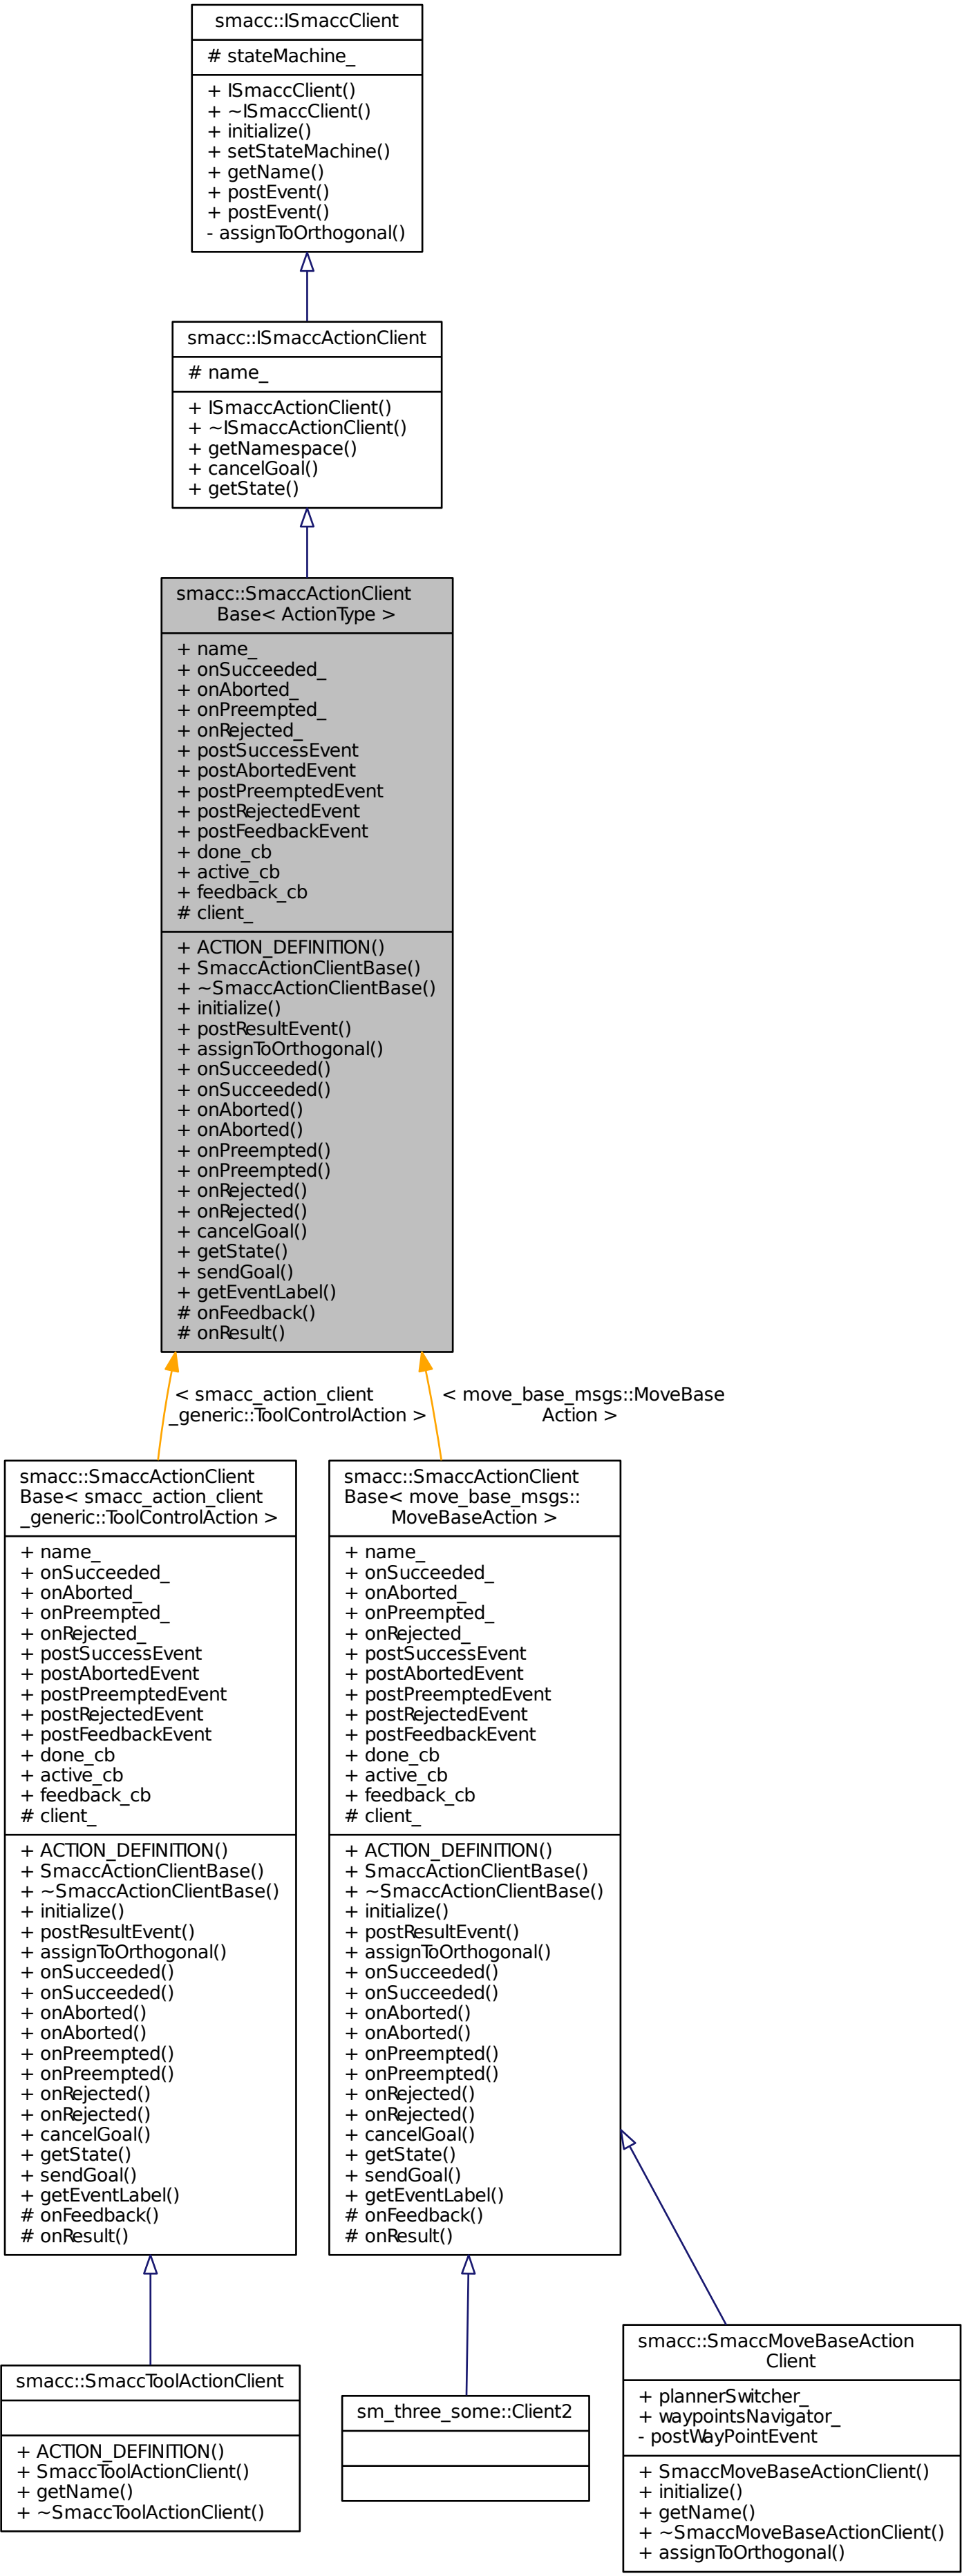 smacc::ISmaccClient
# stateMachine_
+ ISmaccClient()
+ ~ISmaccClient()
+ initialize()
+ setStateMachine()
+ getName()
+ postEvent()
+ postEvent()
- assignToOrthogonal()
smacc::ISmaccActionClient
# name_
+ ISmaccActionClient()
+ ~ISmaccActionClient()
+ getNamespace()
+ cancelGoal()
+ getState()
smacc::SmaccActionClient
Base< ActionType >
+ name_
+ onSucceeded_
+ onAborted_
+ onPreempted_
+ onRejected_
+ postSuccessEvent
+ postAbortedEvent
+ postPreemptedEvent
+ postRejectedEvent
+ postFeedbackEvent
+ done_cb
+ active_cb
+ feedback_cb
# client_
+ ACTION_DEFINITION()
+ SmaccActionClientBase()
+ ~SmaccActionClientBase()
+ initialize()
+ postResultEvent()
+ assignToOrthogonal()
+ onSucceeded()
+ onSucceeded()
+ onAborted()
+ onAborted()
+ onPreempted()
+ onPreempted()
+ onRejected()
+ onRejected()
+ cancelGoal()
+ getState()
+ sendGoal()
+ getEventLabel()
# onFeedback()
# onResult()
< smacc_action_client
_generic::ToolControlAction >
< move_base_msgs::MoveBase
Action >
smacc::SmaccActionClient
Base< smacc_action_client
_generic::ToolControlAction >
+ name_
+ onSucceeded_
+ onAborted_
+ onPreempted_
+ onRejected_
+ postSuccessEvent
+ postAbortedEvent
+ postPreemptedEvent
+ postRejectedEvent
+ postFeedbackEvent
+ done_cb
+ active_cb
+ feedback_cb
# client_
+ ACTION_DEFINITION()
+ SmaccActionClientBase()
+ ~SmaccActionClientBase()
+ initialize()
+ postResultEvent()
+ assignToOrthogonal()
+ onSucceeded()
+ onSucceeded()
+ onAborted()
+ onAborted()
+ onPreempted()
+ onPreempted()
+ onRejected()
+ onRejected()
+ cancelGoal()
+ getState()
+ sendGoal()
+ getEventLabel()
# onFeedback()
# onResult()
smacc::SmaccActionClient
Base< move_base_msgs::
MoveBaseAction >
+ name_
+ onSucceeded_
+ onAborted_
+ onPreempted_
+ onRejected_
+ postSuccessEvent
+ postAbortedEvent
+ postPreemptedEvent
+ postRejectedEvent
+ postFeedbackEvent
+ done_cb
+ active_cb
+ feedback_cb
# client_
+ ACTION_DEFINITION()
+ SmaccActionClientBase()
+ ~SmaccActionClientBase()
+ initialize()
+ postResultEvent()
+ assignToOrthogonal()
+ onSucceeded()
+ onSucceeded()
+ onAborted()
+ onAborted()
+ onPreempted()
+ onPreempted()
+ onRejected()
+ onRejected()
+ cancelGoal()
+ getState()
+ sendGoal()
+ getEventLabel()
# onFeedback()
# onResult()
smacc::SmaccToolActionClient
+ ACTION_DEFINITION()
+ SmaccToolActionClient()
+ getName()
+ ~SmaccToolActionClient()
sm_three_some::Client2
smacc::SmaccMoveBaseAction
Client
+ plannerSwitcher_
+ waypointsNavigator_
- postWayPointEvent
+ SmaccMoveBaseActionClient()
+ initialize()
+ getName()
+ ~SmaccMoveBaseActionClient()
+ assignToOrthogonal()